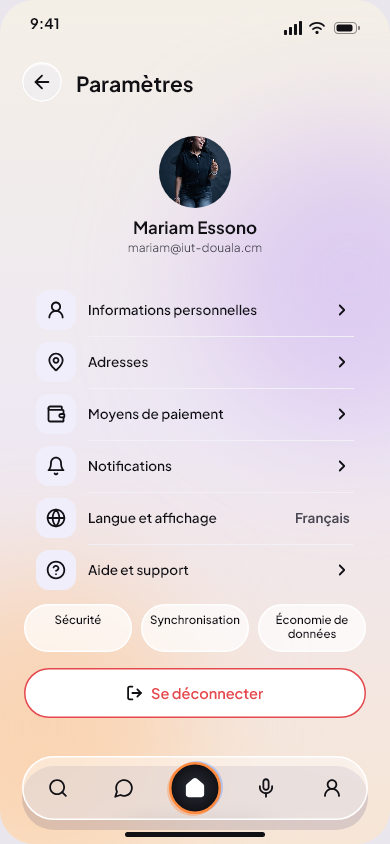 9:41
Paramètres
Mariam Essono
mariam@iut-douala.cm
Informations personnelles
Adresses
Moyens de paiement
Notifications
Langue et affichage Français
Aide et support
Sécurité Synchronisation Économie de
données
Se déconnecter